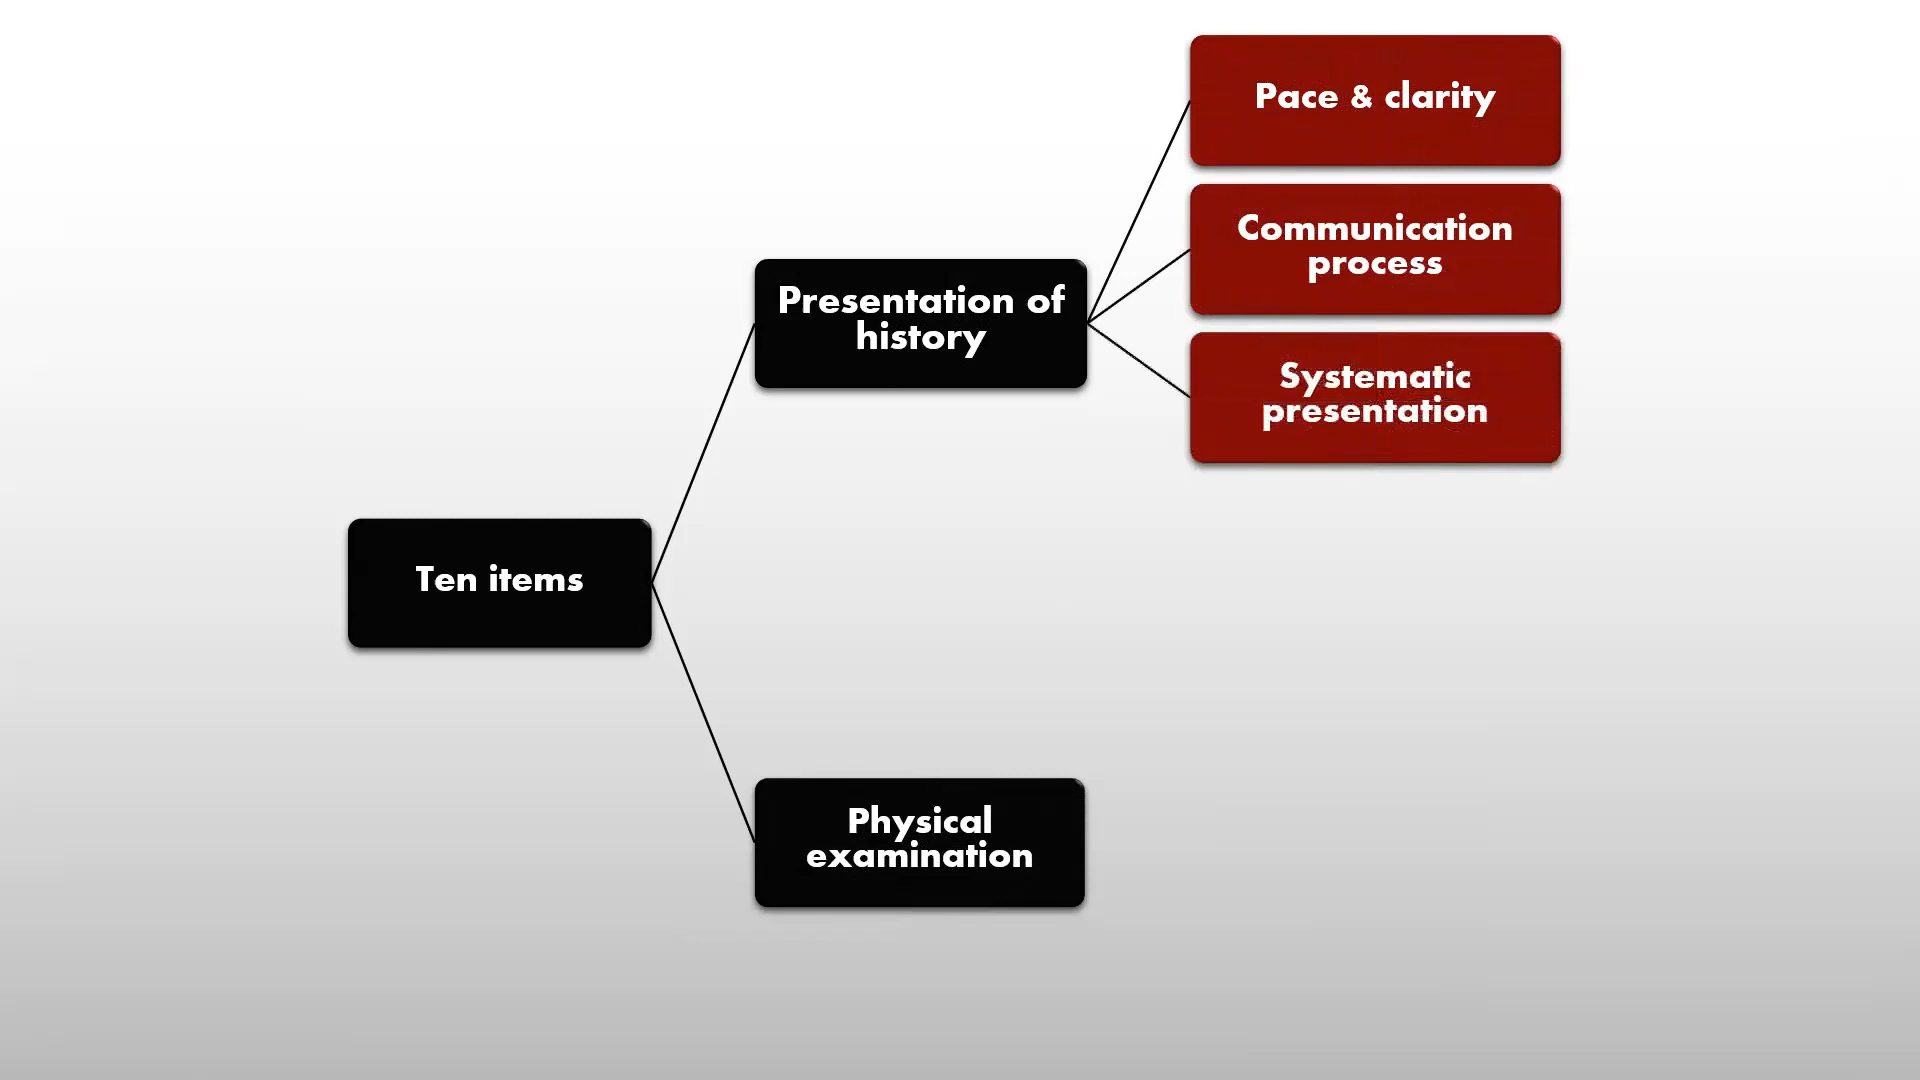 Pace & clarity
Communication
process
Presentation of
history
Systematic
presentation
Ten items
Physical
examination